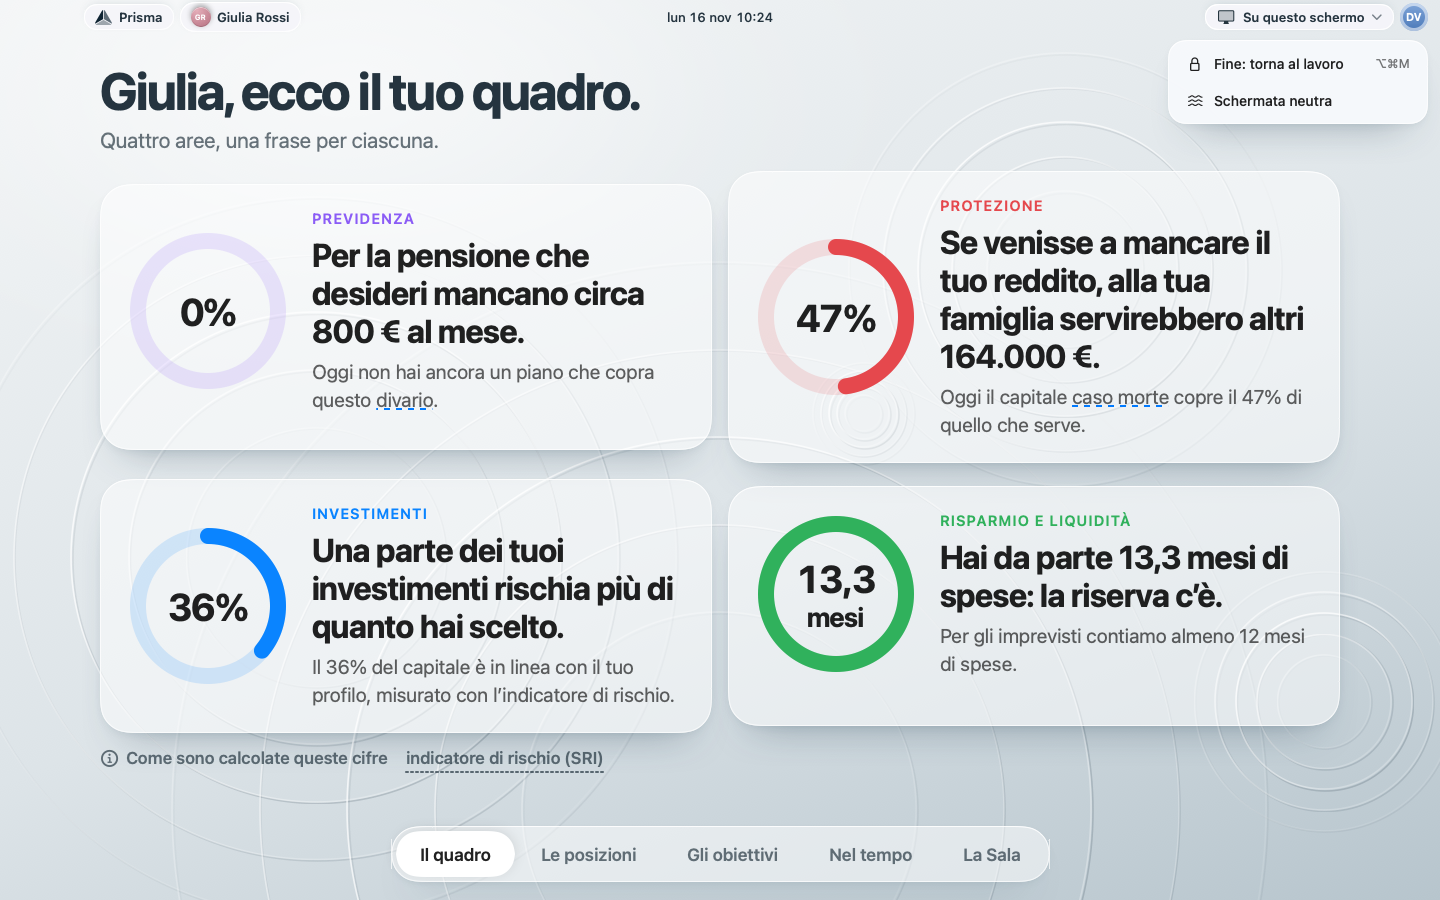 Prisma
GR
Giulia Rossi
lun 16 nov 10:24
Su questo schermo
DV
Fine: torna al lavoro ⌥⌘M
Schermata neutra
Giulia, ecco il tuo quadro.
Quattro aree, una frase per ciascuna.
PREVIDENZA
0%
Per la pensione che
desideri mancano circa
800 € al mese.
Oggi non hai ancora un piano che copra
questo divario.
PROTEZIONE
47%
Se venisse a mancare il
tuo reddito, alla tua
famiglia servirebbero altri
164.000 €.
Oggi il capitale caso morte copre il 47% di
quello che serve.
INVESTIMENTI
36%
Una parte dei tuoi
investimenti rischia più di
quanto hai scelto.
Il 36% del capitale è in linea con il tuo
profilo, misurato con l’indicatore di rischio.
RISPARMIO E LIQUIDITÀ
13,3
mesi
Hai da parte 13,3 mesi di
spese: la riserva c’è.
Per gli imprevisti contiamo almeno 12 mesi
di spese.
Come sono calcolate queste cifre indicatore di rischio (SRI)
Il quadro Le posizioni Gli obiettivi Nel tempo La Sala